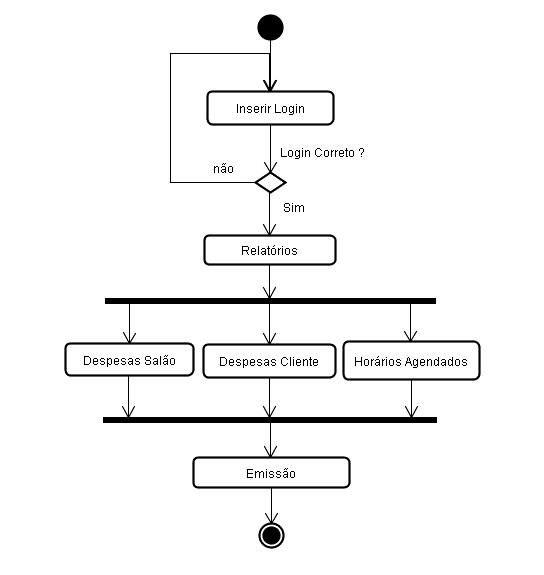 Inserir Login
Login Correto ?
não
Sim
Relatórios
Despesas Salão
Despesas Cliente
Horários Agendados
Emissão